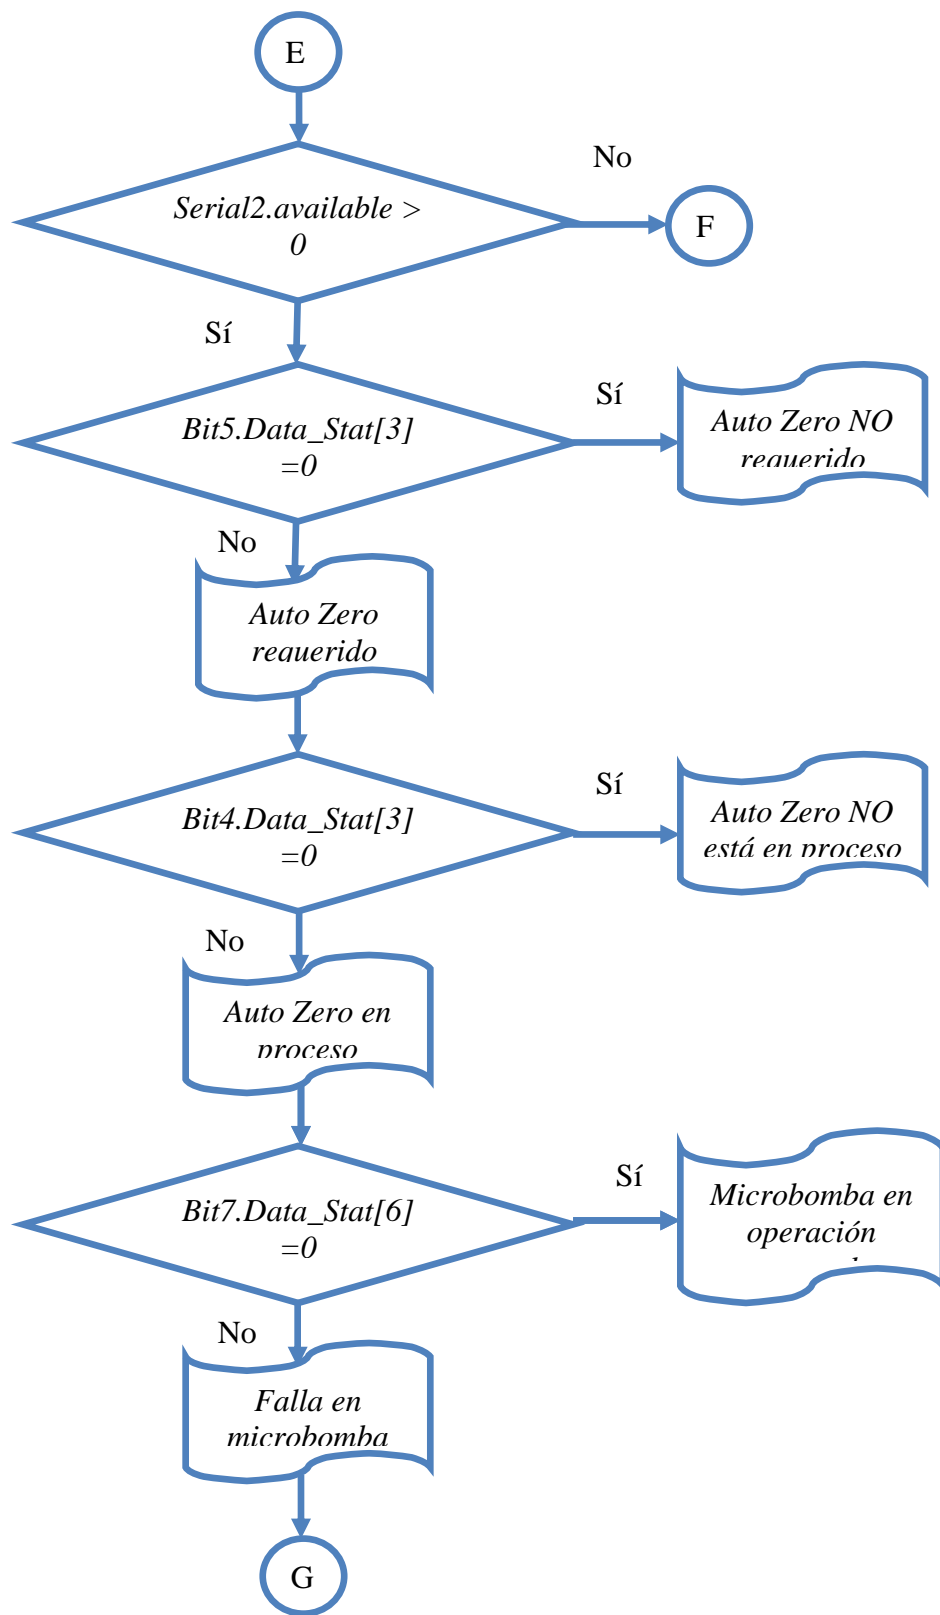 E
No
Serial2.available >
0
F
Sí
Sí
Bit5.Data_Stat[3]
=0
Auto Zero NO
requerido
No
Auto Zero
requerido
Sí
Bit4.Data_Stat[3]
=0
Auto Zero NO
está en proceso
No
Auto Zero en
proceso
Sí
Bit7.Data_Stat[6]
=0
Microbomba en
operación
No
Falla en
microbomba
G